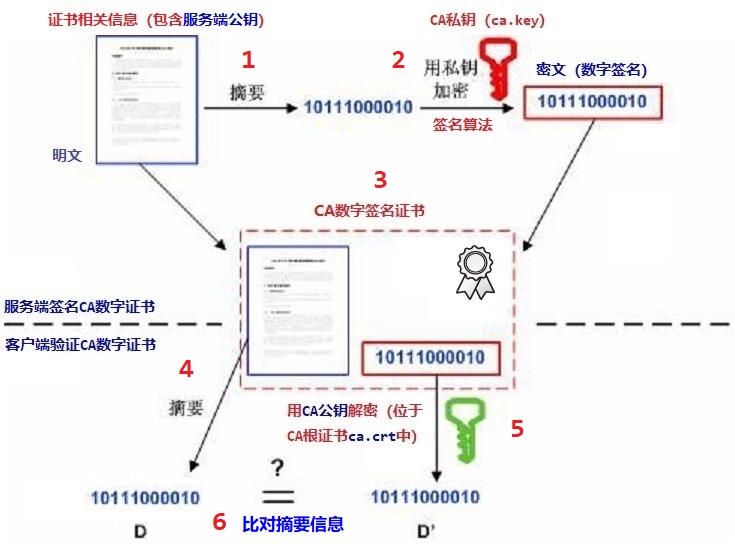 证书相关信息（包含服务端公钥）
CA私钥（ca.key）
1
2
用私钥
加密
密文（数字签名）
摘要
10111000010
10111000010
签名算法
明文
3
CA数字签名证书
服务端签名CA数字证书
客户端验证CA数字证书
10111000010
4
摘要
用CA公钥解密（位于
CA根证书ca.crt中）
5
?
10111000010
=
10111000010
6
比对摘要信息
D
D'